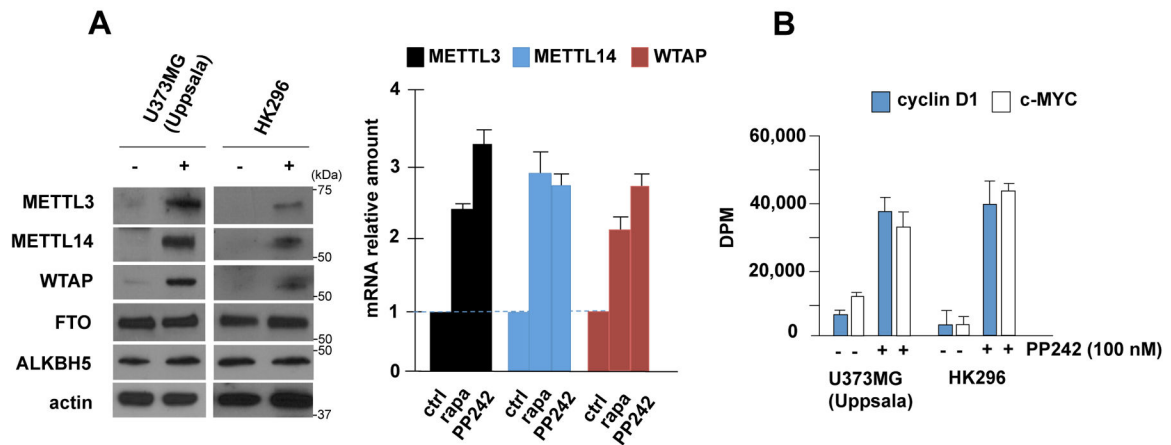 A
U373MG
(Uppsala)
HK296
- + - +
(kDa)
METTL3
75
METTL14
50
WTAP
50
FTO
50
ALKBH5
actin
37
METTL3 METTL14 WTAP
mRNA relative amount
4
3
2
1
0
ctrl rapa PP242 ctrl rapa PP242 ctrl rapa PP242
B
cyclin D1 c-MYC
DPM
60,000
40,000
20,000
0
- - + + - - + + PP242 (100 nM)
U373MG HK296
(Uppsala)